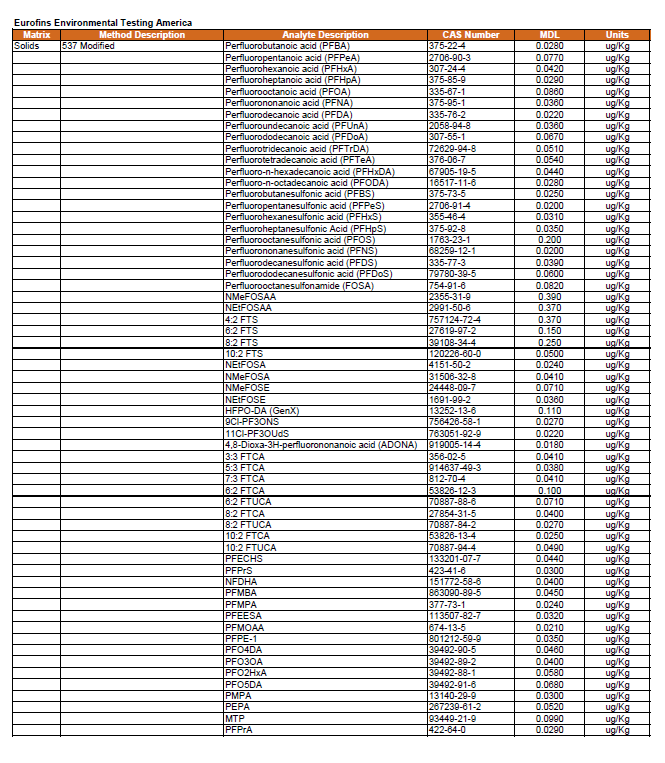 Eurofins Environmental Testing America
Matrix Method Description Analyte Description CAS Number MDL Units
Solids 537 Modified Perfluorobutanoic acid (PFBA) 375-22-4 0.0280 ug/Kg
Perfluoropentanoic acid (PFPeA) 2706-90-3 0.0770 ug/Kg
Perfluorohexanoic acid (PFHxA) 307-24-4 0.0420 ug/Kg
Perfluoroheptanoic acid (PFHpA) 375-85-9 0.0290 ug/Kg
Perfluorooctanoic acid (PFOA) 335-67-1 0.0860 ug/Kg
Perfluorononanoic acid (PFNA) 375-95-1 0.0360 ug/Kg
Perfluorodecanoic acid (PFDA) 335-76-2 0.0220 ug/Kg
Perfluoroundecanoic acid (PFUnA) 2058-94-8 0.0360 ug/Kg
Perfluorododecanoic acid (PFDoA) 307-55-1 0.0670 ug/Kg
Perfluorotridecanoic acid (PFTrDA) 72629-94-8 0.0510 ug/Kg
Perfluorotetradecanoic acid (PFTeA) 376-06-7 0.0540 ug/Kg
Perfluoro-n-hexadecanoic acid (PFHxDA) 67905-19-5 0.0440 ug/Kg
Perfluoro-n-octadecanoic acid (PFODA) 16517-11-6 0.0280 ug/Kg
Perfluorobutanesulfonic acid (PFBS) 375-73-5 0.0250 ug/Kg
Perfluoropentanesulfonic acid (PFPeS) 2706-91-4 0.0200 ug/Kg
Perfluorohexanesulfonic acid (PFHxS) 355-46-4 0.0310 ug/Kg
Perfluoroheptanesulfonic Acid (PFHpS) 375-92-8 0.0350 ug/Kg
Perfluorooctanesulfonic acid (PFOS) 1763-23-1 0.200 ug/Kg
Perfluorononanesulfonic acid (PFNS) 68259-12-1 0.0200 ug/Kg
Perfluorodecanesulfonic acid (PFDS) 335-77-3 0.0390 ug/Kg
Perfluorododecanesulfonic acid (PFDoS) 79780-39-5 0.0600 ug/Kg
Perfluorooctanesulfonamide (FOSA) 754-91-6 0.0820 ug/Kg
NMeFOSAA 2355-31-9 0.390 ug/Kg
NEtFOSAA 2991-50-6 0.370 ug/Kg
4:2 FTS 757124-72-4 0.370 ug/Kg
6:2 FTS 27619-97-2 0.150 ug/Kg
8:2 FTS 39108-34-4 0.250 ug/Kg
10:2 FTS 120226-60-0 0.0500 ug/Kg
NEtFOSA 4151-50-2 0.0240 ug/Kg
NMeFOSA 31506-32-8 0.0410 ug/Kg
NMeFOSE 24448-09-7 0.0710 ug/Kg
NEtFOSE 1691-99-2 0.0360 ug/Kg
HFPO-DA (GenX) 13252-13-6 0.110 ug/Kg
9Cl-PF3ONS 756426-58-1 0.0270 ug/Kg
11Cl-PF3OUdS 763051-92-9 0.0220 ug/Kg
4,8-Dioxa-3H-perfluorononanoic acid (ADONA) 919005-14-4 0.0180 ug/Kg
3:3 FTCA 356-02-5 0.0410 ug/Kg
5:3 FTCA 914637-49-3 0.0380 ug/Kg
7:3 FTCA 812-70-4 0.0410 ug/Kg
6:2 FTCA 53826-12-3 0.100 ug/Kg
6:2 FTUCA 70887-88-6 0.0710 ug/Kg
8:2 FTCA 27854-31-5 0.0400 ug/Kg
8:2 FTUCA 70887-84-2 0.0270 ug/Kg
10:2 FTCA 53826-13-4 0.0250 ug/Kg
10:2 FTUCA 70887-94-4 0.0490 ug/Kg
PFECHS 133201-07-7 0.0440 ug/Kg
PFPrS 423-41-6 0.0300 ug/Kg
NFDHA 151772-58-6 0.0400 ug/Kg
PFMBA 863090-89-5 0.0450 ug/Kg
PFMPA 377-73-1 0.0240 ug/Kg
PFEESA 113507-82-7 0.0320 ug/Kg
PFMOAA 674-13-5 0.0210 ug/Kg
PFPE-1 801212-59-9 0.0350 ug/Kg
PFO4DA 39492-90-5 0.0460 ug/Kg
PFO3OA 39492-89-2 0.0400 ug/Kg
PFO2HxA 39492-88-1 0.0580 ug/Kg
PFO5DA 39492-91-6 0.0680 ug/Kg
PMPA 13140-29-9 0.0300 ug/Kg
PEPA 267239-61-2 0.0520 ug/Kg
MTP 93449-21-9 0.0990 ug/Kg
PFPrA 422-64-0 0.0290 ug/Kg